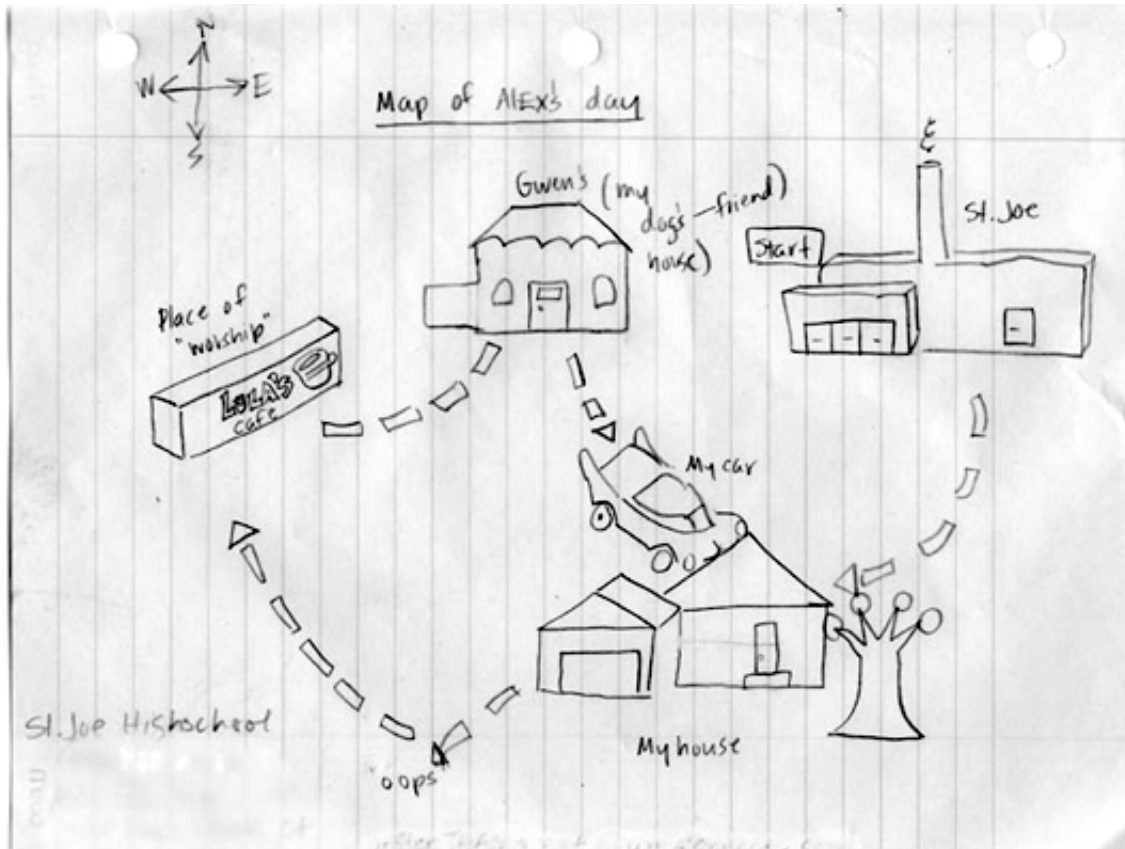 N
W E
S
Map of Alex's day
Gwen's (my
dog's friend)
house)
Start
St. Joe
Place of
"worship"
LULA'S
cafe
My car
My house
"oops"
St. Joe Highschool